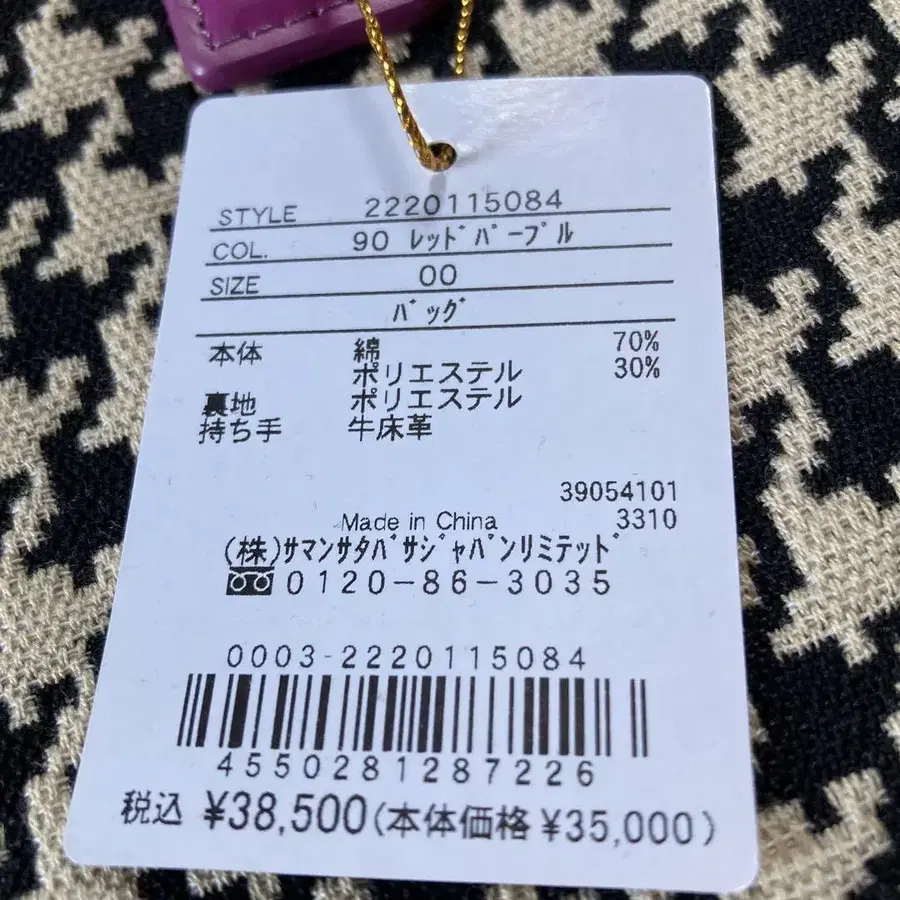 STYLE 2220115084
COL. 90 ﾚｯﾄﾞﾊﾟｰﾌﾟﾙ
SIZE 00
ﾊﾞｯｸﾞ
本体 綿 70%
ポリエステル 30%
裏地 ポリエステル
持ち手 牛床革
39054101
Made in China 3310
(株)ｻﾏﾝｻﾀﾊﾞｻｼﾞｬﾊﾟﾝﾘﾐﾃｯﾄﾞ
0120-86-3035
0003-2220115084
4550281287226
税込 ¥38,500(本体価格 ¥35,000)